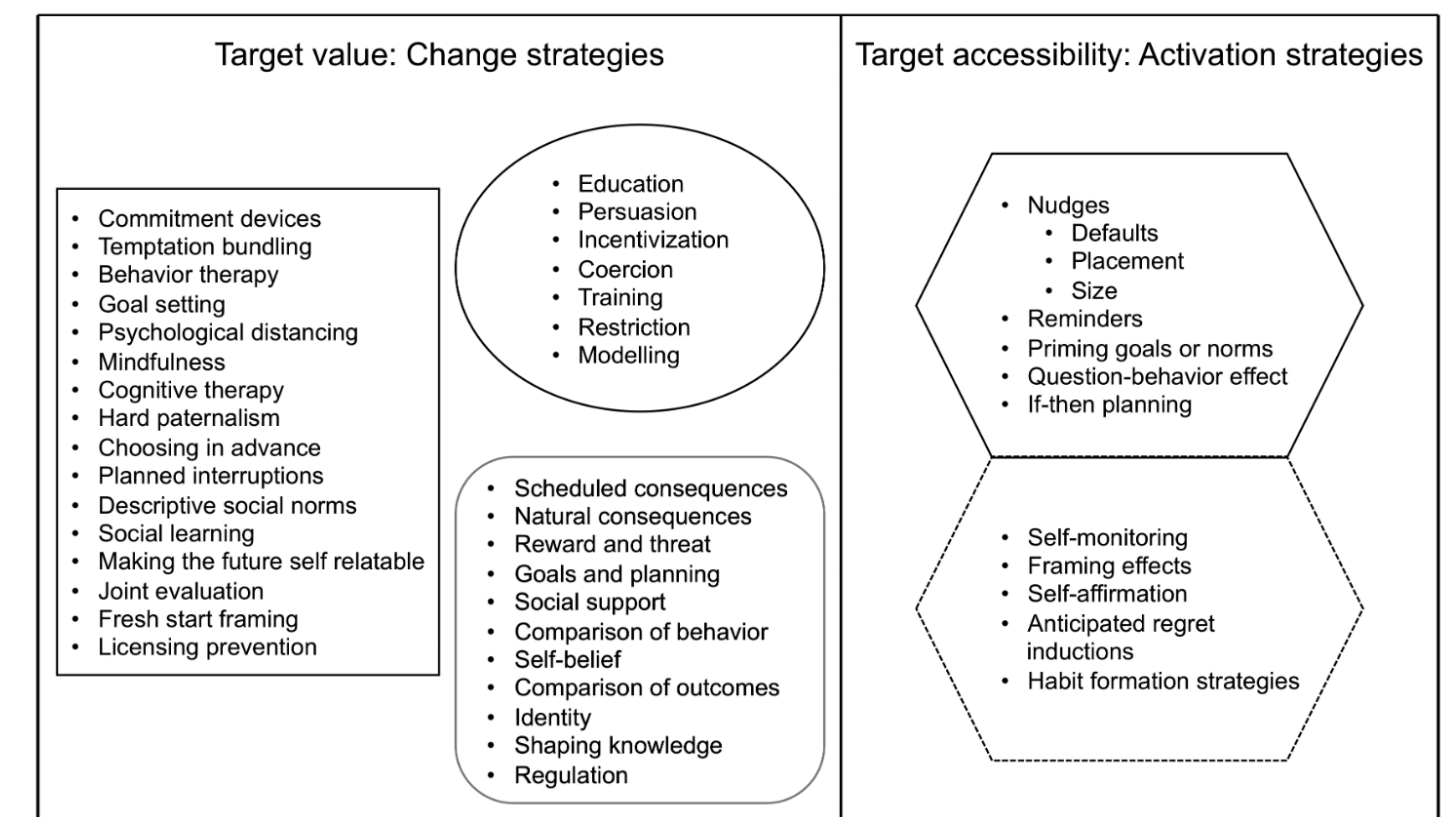 Target value: Change strategies
• Commitment devices
• Temptation bundling
• Behavior therapy
• Goal setting
• Psychological distancing
• Mindfulness
• Cognitive therapy
• Hard paternalism
• Choosing in advance
• Planned interruptions
• Descriptive social norms
• Social learning
• Making the future self relatable
• Joint evaluation
• Fresh start framing
• Licensing prevention
• Education
• Persuasion
• Incentivization
• Coercion
• Training
• Restriction
• Modelling
• Scheduled consequences
• Natural consequences
• Reward and threat
• Goals and planning
• Social support
• Comparison of behavior
• Self-belief
• Comparison of outcomes
• Identity
• Shaping knowledge
• Regulation
Target accessibility: Activation strategies
• Nudges
• Defaults
• Placement
• Size
• Reminders
• Priming goals or norms
• Question-behavior effect
• If-then planning
• Self-monitoring
• Framing effects
• Self-affirmation
• Anticipated regret
inductions
• Habit formation strategies